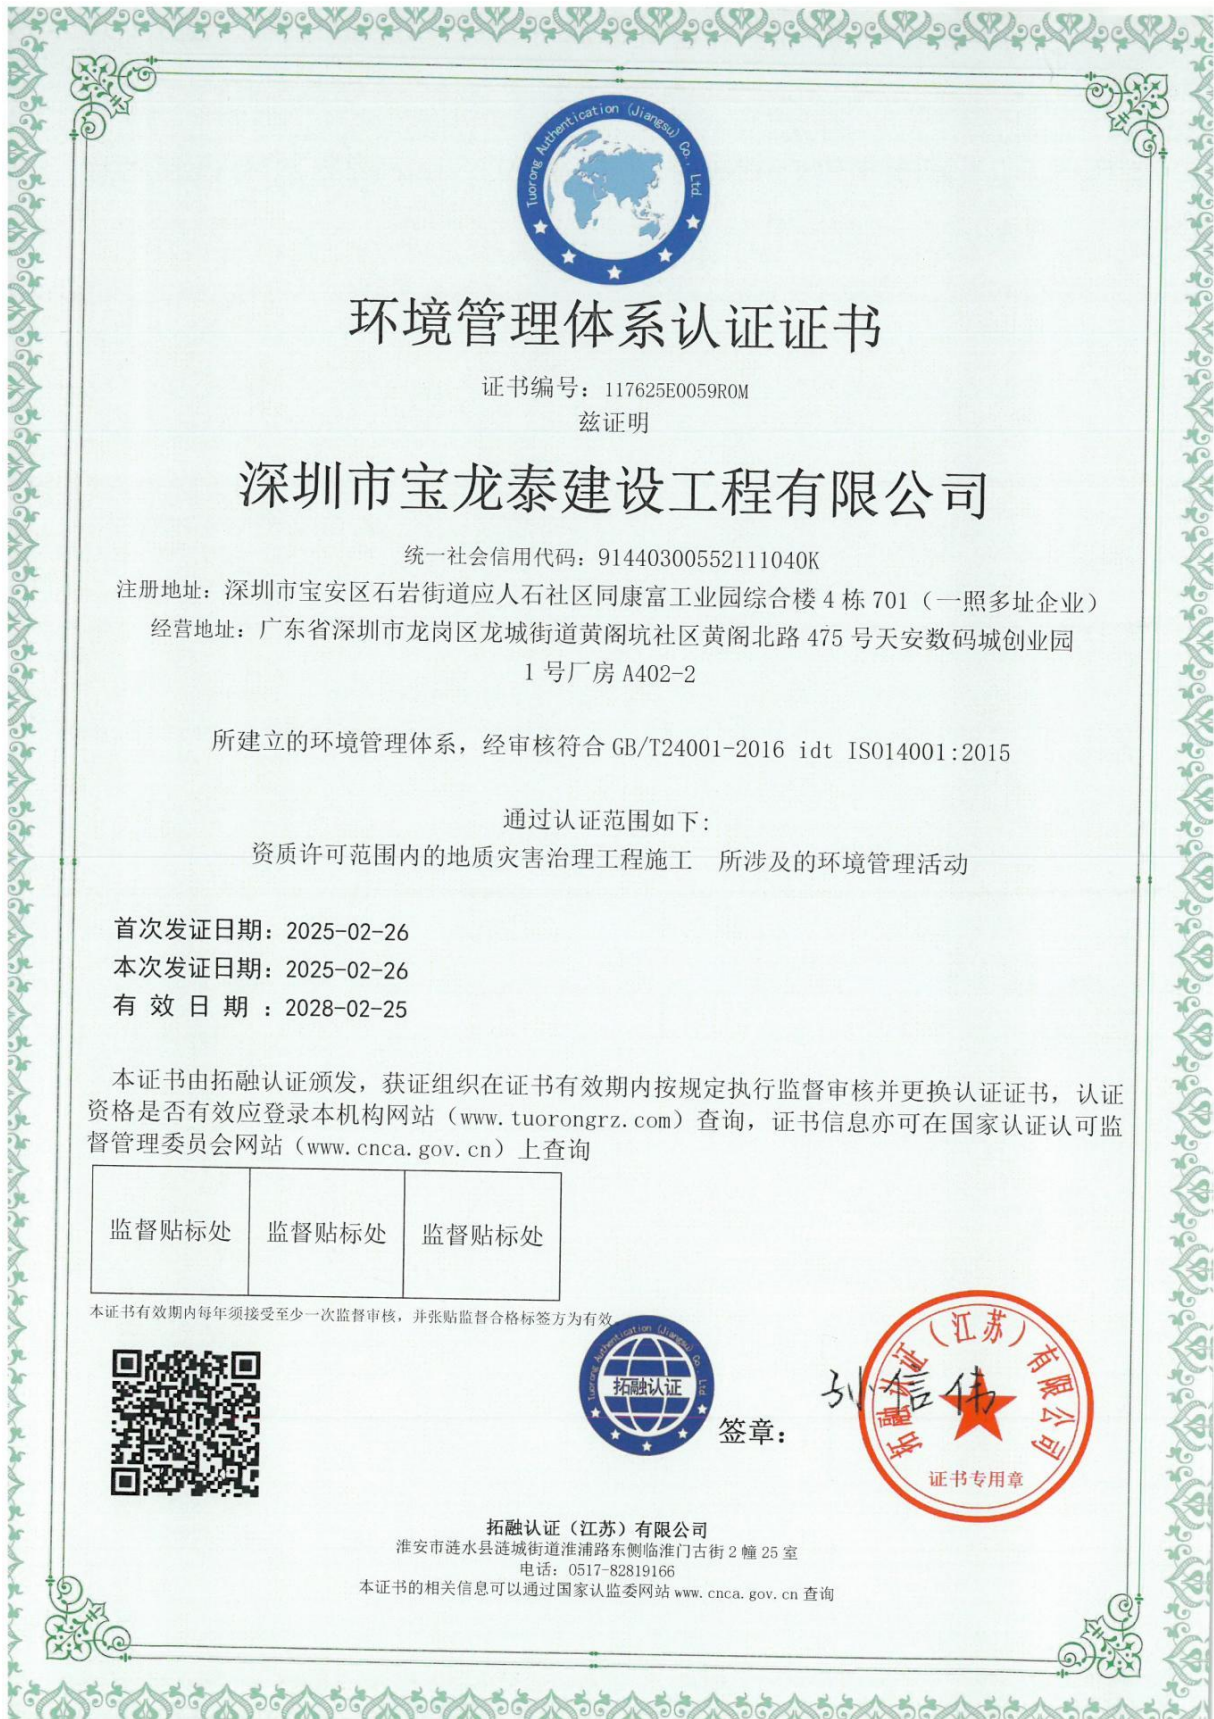 Tuorong Authentication (Jiangsu) Co., Ltd.
环境管理体系认证证书
证书编号：117625E0059R0M
兹证明
深圳市宝龙泰建设工程有限公司
统一社会信用代码：91440300552111040K
注册地址：深圳市宝安区石岩街道应人石社区同康富工业园综合楼 4 栋 701（一照多址企业）
经营地址：广东省深圳市龙岗区龙城街道黄阁坑社区黄阁北路 475 号天安数码城创业园
1 号厂房 A402-2
所建立的环境管理体系，经审核符合 GB/T24001-2016 idt ISO14001:2015
通过认证范围如下：
资质许可范围内的地质灾害治理工程施工 所涉及的环境管理活动
首次发证日期：2025-02-26
本次发证日期：2025-02-26
有 效 日 期 ：2028-02-25
本证书由拓融认证颁发，获证组织在证书有效期内按规定执行监督审核并更换认证证书，认证
资格是否有效应登录本机构网站（www.tuorongrz.com）查询，证书信息亦可在国家认证认可监
督管理委员会网站（www.cnca.gov.cn）上查询
监督贴标处 监督贴标处 监督贴标处
本证书有效期内每年须接受至少一次监督审核，并张贴监督合格标签方为有效。
Tuorong Authentication (Jiangsu) Co., Ltd.
拓融认证
签章：
孙信伟
拓融认证（江苏）有限公司
证书专用章
拓融认证（江苏）有限公司
淮安市涟水县涟城街道淮浦路东侧临淮门古街 2 幢 25 室
电话：0517-82819166
本证书的相关信息可以通过国家认监委网站 www.cnca.gov.cn 查询